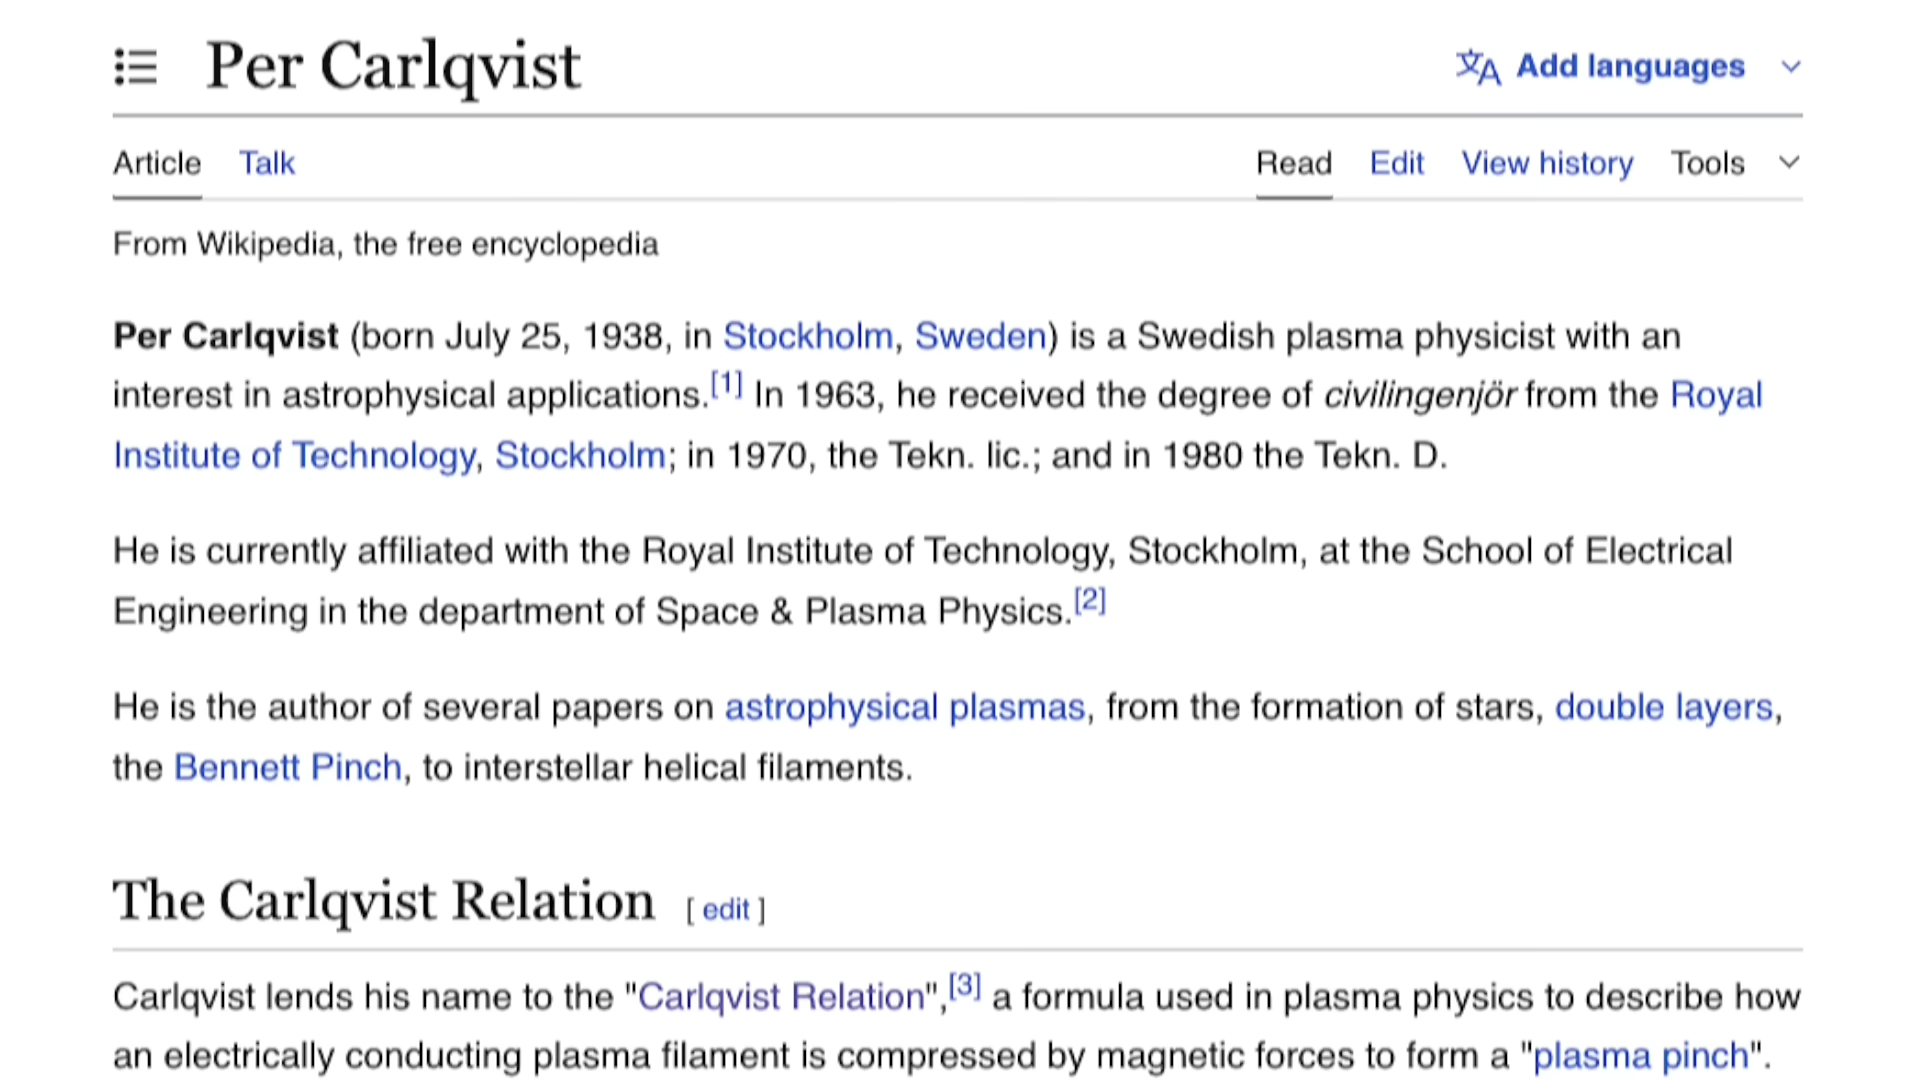 Per Carlqvist
Add languages
Article Talk Read Edit View history Tools
From Wikipedia, the free encyclopedia
Per Carlqvist (born July 25, 1938, in Stockholm, Sweden) is a Swedish plasma physicist with an
interest in astrophysical applications.[1] In 1963, he received the degree of civilingenjör from the Royal
Institute of Technology, Stockholm; in 1970, the Tekn. lic.; and in 1980 the Tekn. D.
He is currently affiliated with the Royal Institute of Technology, Stockholm, at the School of Electrical
Engineering in the department of Space & Plasma Physics.[2]
He is the author of several papers on astrophysical plasmas, from the formation of stars, double layers,
the Bennett Pinch, to interstellar helical filaments.
The Carlqvist Relation [ edit ]
Carlqvist lends his name to the "Carlqvist Relation",[3] a formula used in plasma physics to describe how
an electrically conducting plasma filament is compressed by magnetic forces to form a "plasma pinch".